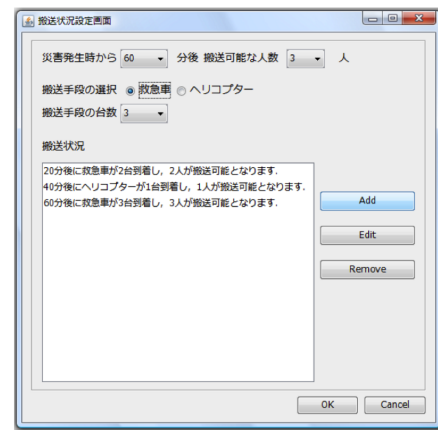 搬送状況設定画面
災害発生時から 60 分後 搬送可能な人数 3 人
搬送手段の選択 救急車 ヘリコプター
搬送手段の台数 3
搬送状況
20分後に救急車が2台到着し，2人が搬送可能となります．
40分後にヘリコプターが1台到着し，1人が搬送可能となります．
60分後に救急車が3台到着し，3人が搬送可能となります．
Add
Edit
Remove
OK Cancel